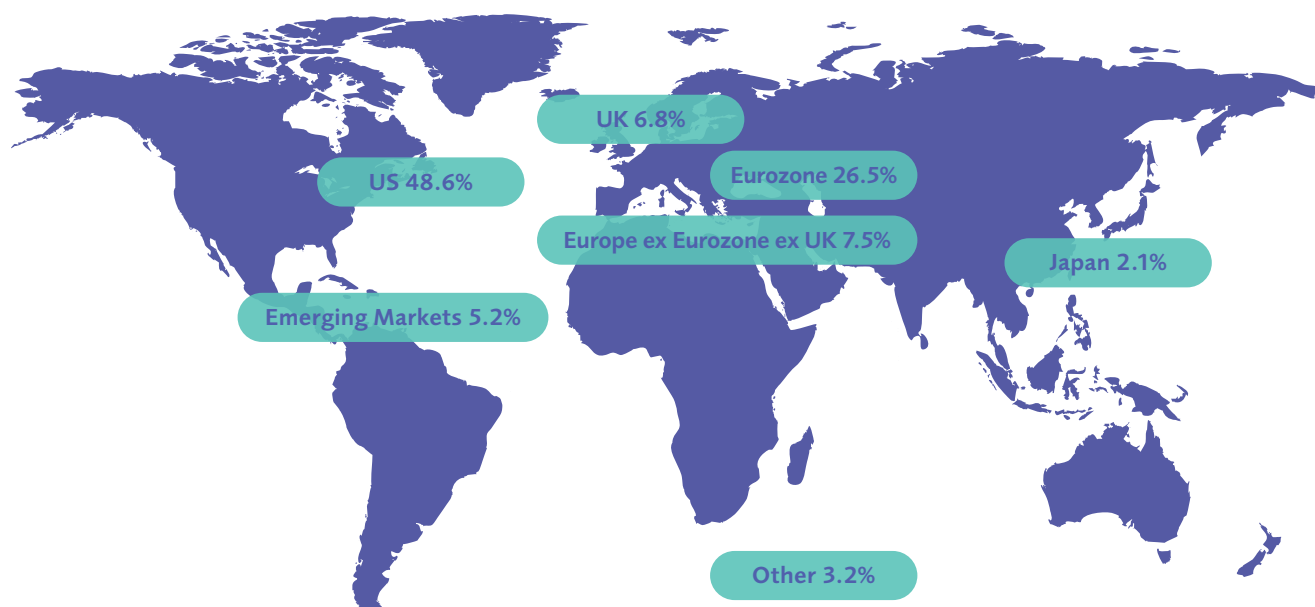 UK 6.8%
Eurozone 26.5%
US 48.6%
Europe ex Eurozone ex UK 7.5%
Japan 2.1%
Emerging Markets 5.2%
Other 3.2%